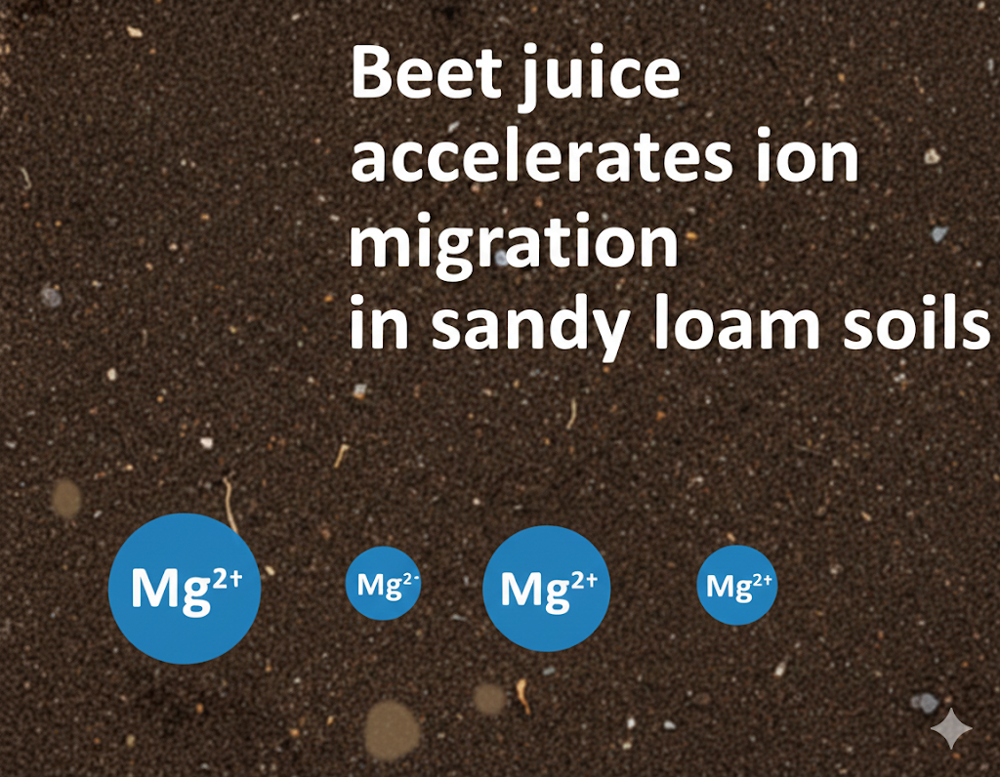 Beet juice
accelerates ion
migration
in sandy loam soils
Mg²⁺ Mg²⁻ Mg²⁺ Mg²⁺